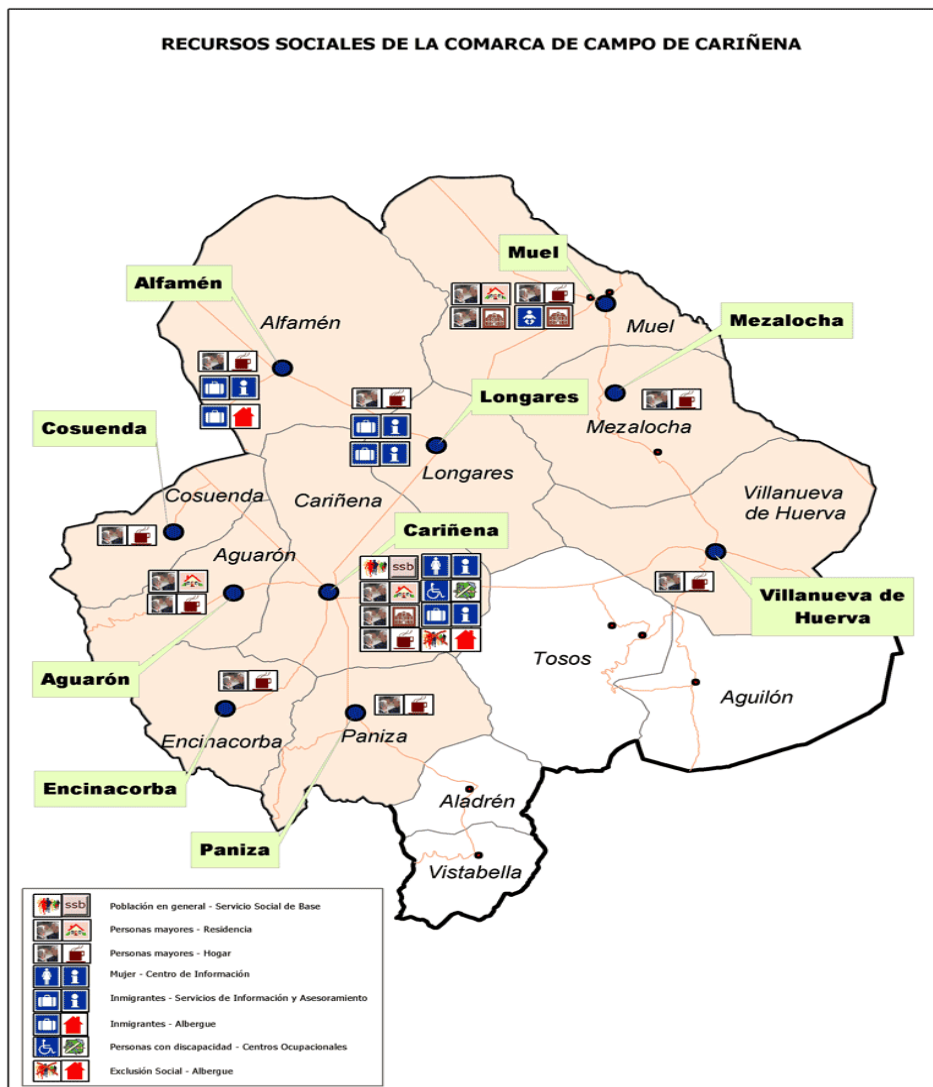 RECURSOS SOCIALES DE LA COMARCA DE CAMPO DE CARIÑENA
Muel
Alfamén
Alfamén
Muel
Mezalocha
Longares
Cosuenda
Mezalocha
Longares
Villanueva
de Huerva
Cosuenda
Cariñena
Aguarón
Cariñena
ssb
Villanueva de
Huerva
Tosos
Aguarón
Aguilón
Encinacorba
Paniza
Encinacorba
Aladrén
Paniza
Vistabella
ssb
Población en general - Servicio Social de Base
Personas mayores - Residencia
Personas mayores - Hogar
Mujer - Centro de Información
Inmigrantes - Servicios de Información y Asesoramiento
Inmigrantes - Albergue
Personas con discapacidad - Centros Ocupacionales
Exclusión Social - Albergue